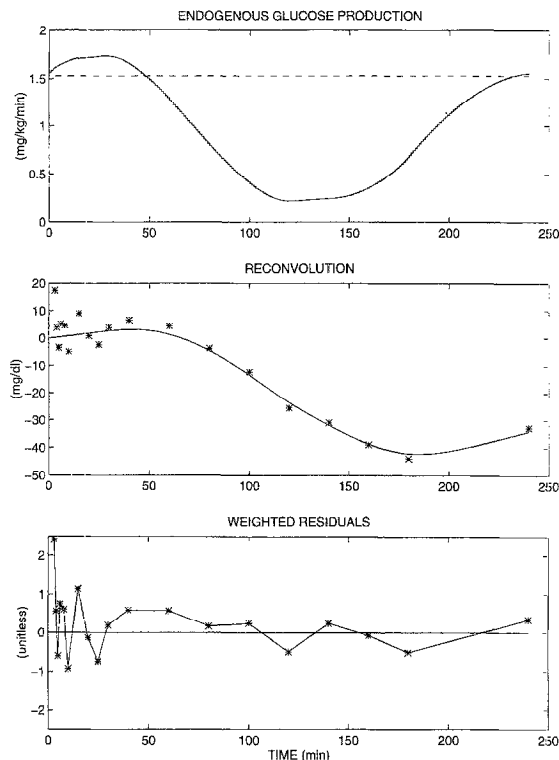 ENDOGENOUS GLUCOSE PRODUCTION
2
1.5
1
0.5
0
(mg/kg/min)
0 50 100 150 200 250
RECONVOLUTION
20
10
0
-10
-20
-30
-40
-50
(mg/dl)
0 50 100 150 200 250
WEIGHTED RESIDUALS
2
1
0
-1
-2
(unitless)
0 50 100 150 200 250
TIME (min)